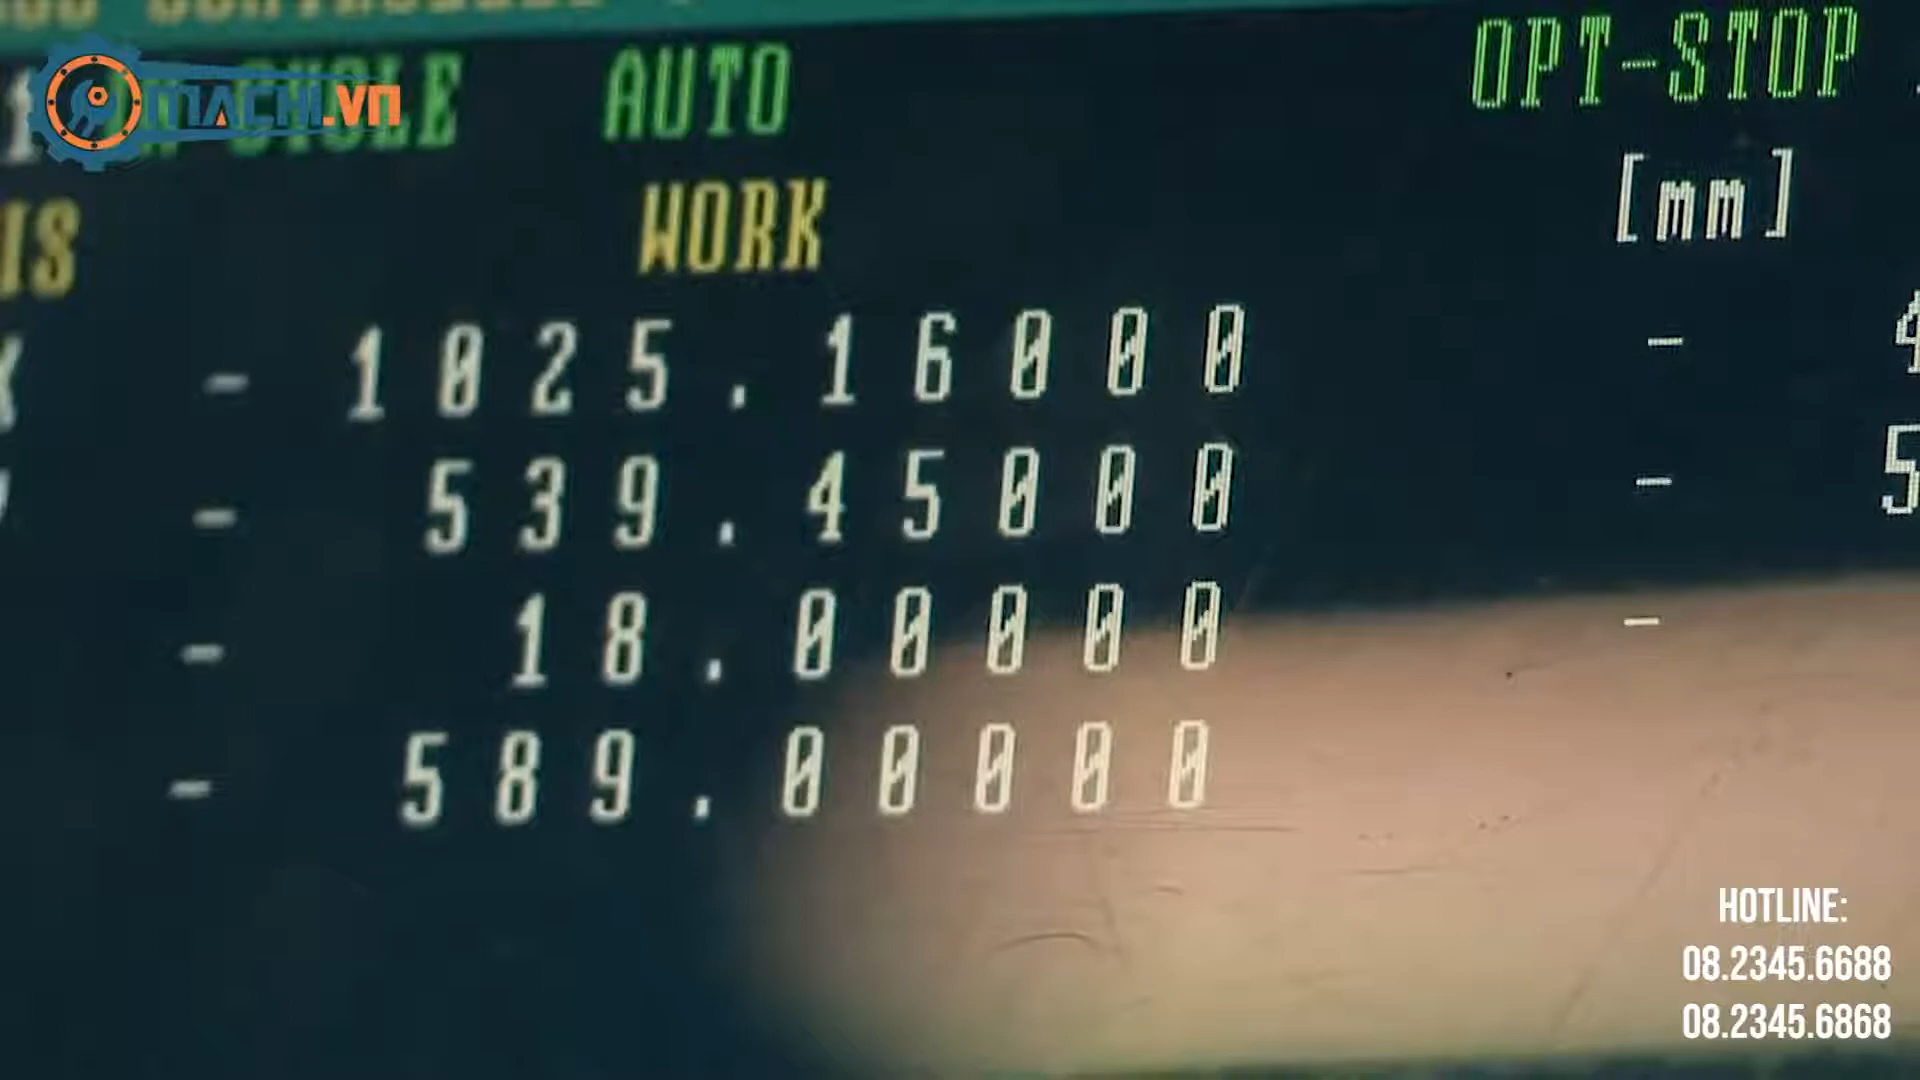 MACHI.VN
AUTO
OPT-STOP
WORK
[mm]
- 1025.16000 -
- 539.45000 - 5
- 18.00000 -
- 589.00000
HOTLINE:
08.2345.6688
08.2345.6868